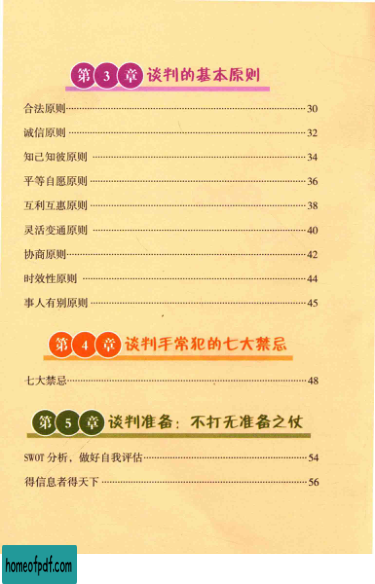 第3章 谈判的基本原则
合法原则……30
诚信原则……32
知己知彼原则……34
平等自愿原则……36
互利互惠原则……38
灵活变通原则……40
协商原则……42
时效性原则……44
事人有别原则……45
第4章 谈判手常犯的七大禁忌
七大禁忌……48
第5章 谈判准备：不打无准备之仗
SWOT分析，做好自我评估……54
得信息者得天下……56
homeofpdf.com